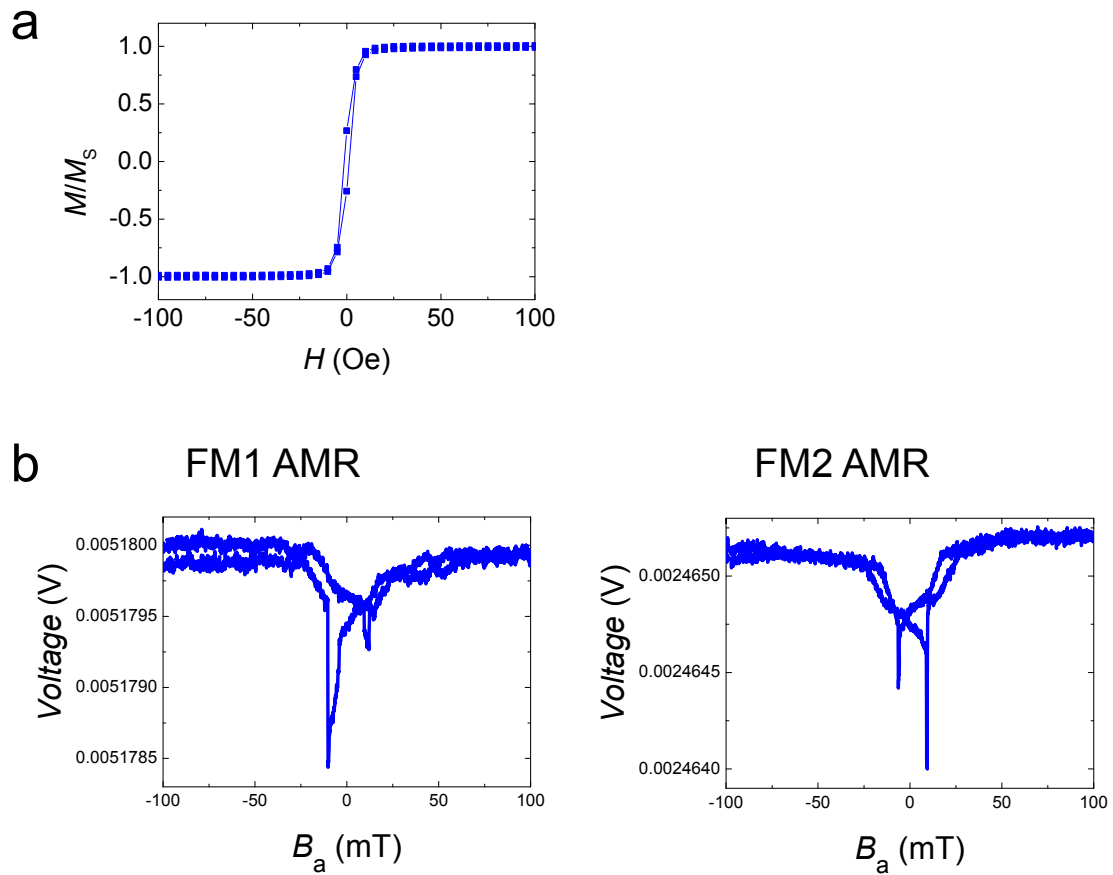 a
1.0
0.5
0.0
-0.5
-1.0
M/Ms
-100 -50 0 50 100
H (Oe)
b
FM1 AMR
0.0051800
0.0051795
0.0051790
0.0051785
Voltage (V)
-100 -50 0 50 100
Ba (mT)
FM2 AMR
0.0024650
0.0024645
0.0024640
Voltage (V)
-100 -50 0 50 100
Ba (mT)